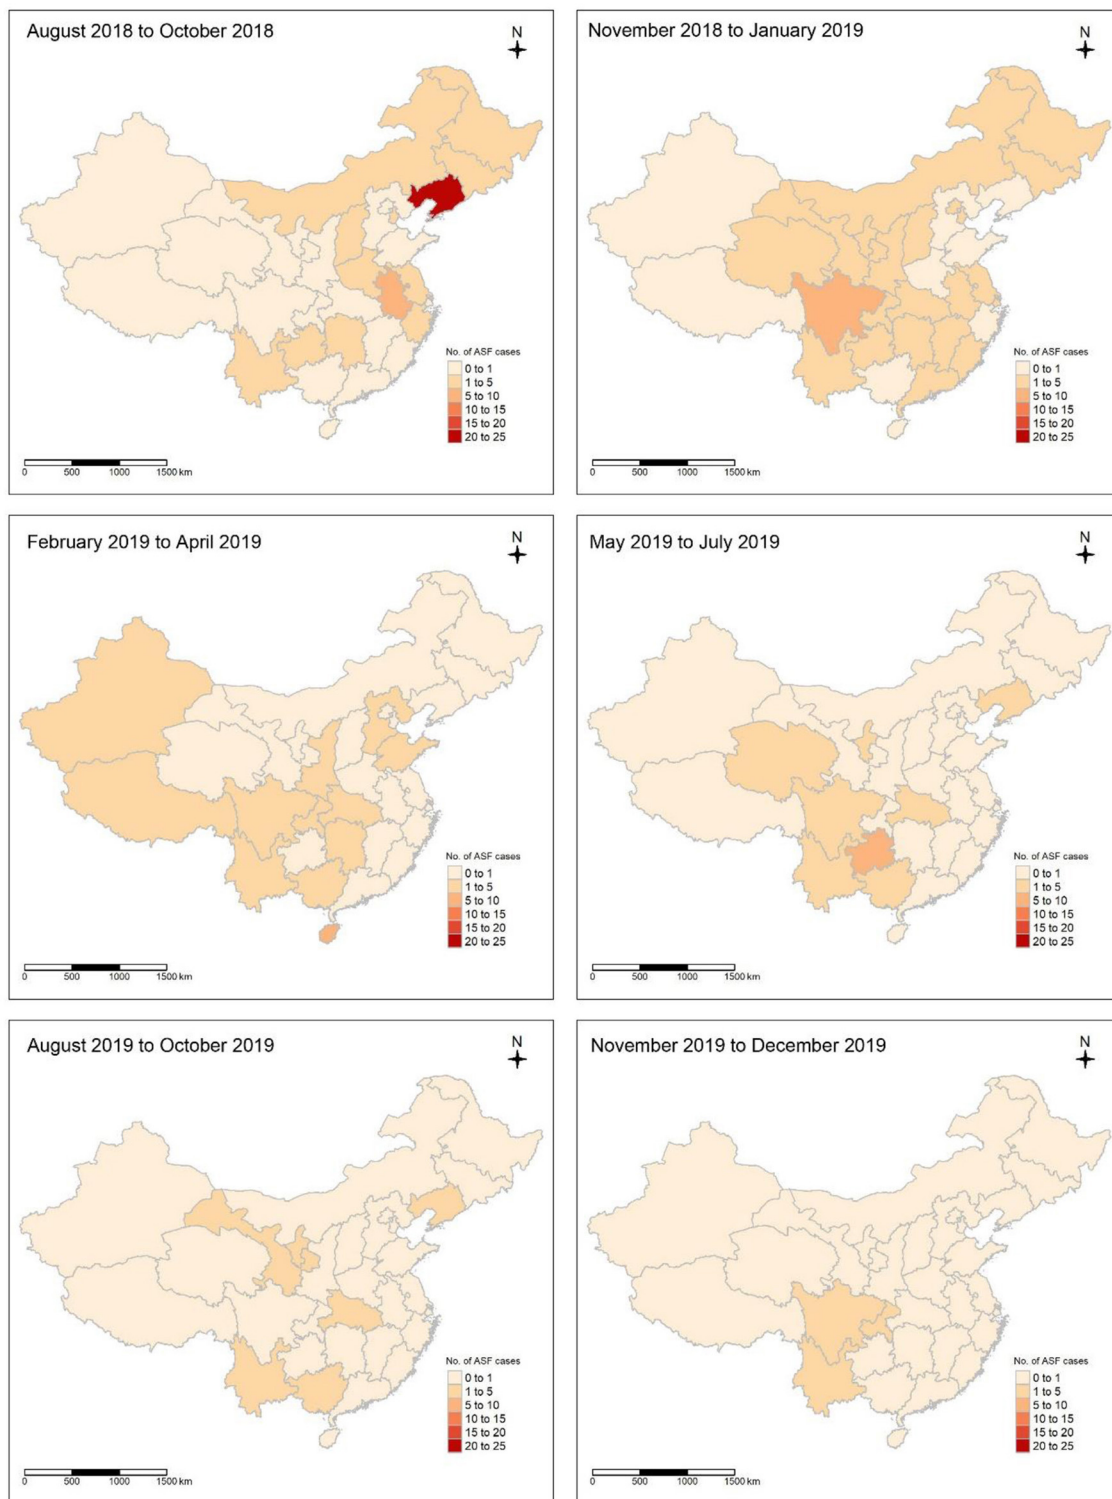 August 2018 to October 2018
N
No. of ASF cases
0 to 1
1 to 5
5 to 10
10 to 15
15 to 20
20 to 25
0 500 1000 1500 km
November 2018 to January 2019
N
No. of ASF cases
0 to 1
1 to 5
5 to 10
10 to 15
15 to 20
20 to 25
0 500 1000 1500 km
February 2019 to April 2019
N
No. of ASF cases
0 to 1
1 to 5
5 to 10
10 to 15
15 to 20
20 to 25
0 500 1000 1500 km
May 2019 to July 2019
N
No. of ASF cases
0 to 1
1 to 5
5 to 10
10 to 15
15 to 20
20 to 25
0 500 1000 1500 km
August 2019 to October 2019
N
No. of ASF cases
0 to 1
1 to 5
5 to 10
10 to 15
15 to 20
20 to 25
0 500 1000 1500 km
November 2019 to December 2019
N
No. of ASF cases
0 to 1
1 to 5
5 to 10
10 to 15
15 to 20
20 to 25
0 500 1000 1500 km